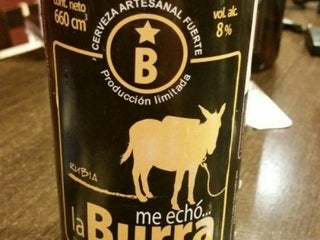 cont. neto
660 cm³
CERVEZA ARTESANAL FUERTE
vol. alc.
8%
B
Producción limitada
RUBIA
me echó...
la Burra